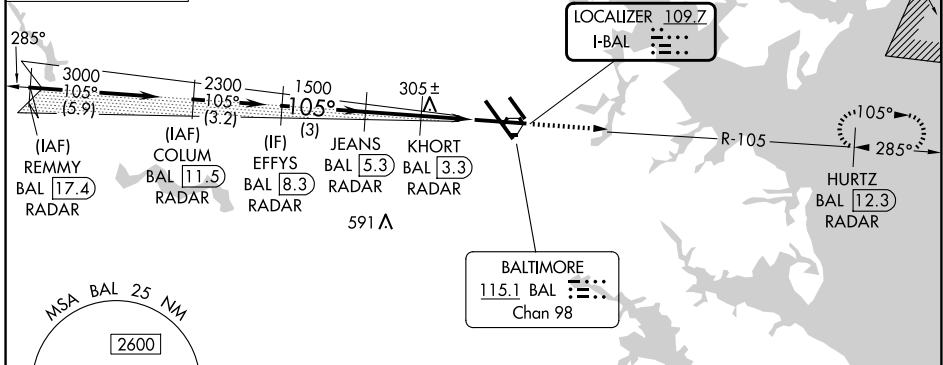 LOCALIZER 109.7
I-BAL
285°
3000
105°
(5.9)
2300
105°
(3.2)
1500
105°
(3)
305±
(IAF)
REMMY
BAL 17.4
RADAR
(IAF)
COLUM
BAL 11.5
RADAR
(IF)
EFFYS
BAL 8.3
RADAR
JEANS
BAL 5.3
RADAR
KHORT
BAL 3.3
RADAR
591
R-105
105°
285°
HURTZ
BAL 12.3
RADAR
BALTIMORE
115.1 BAL
Chan 98
MSA BAL 25 NM
2600